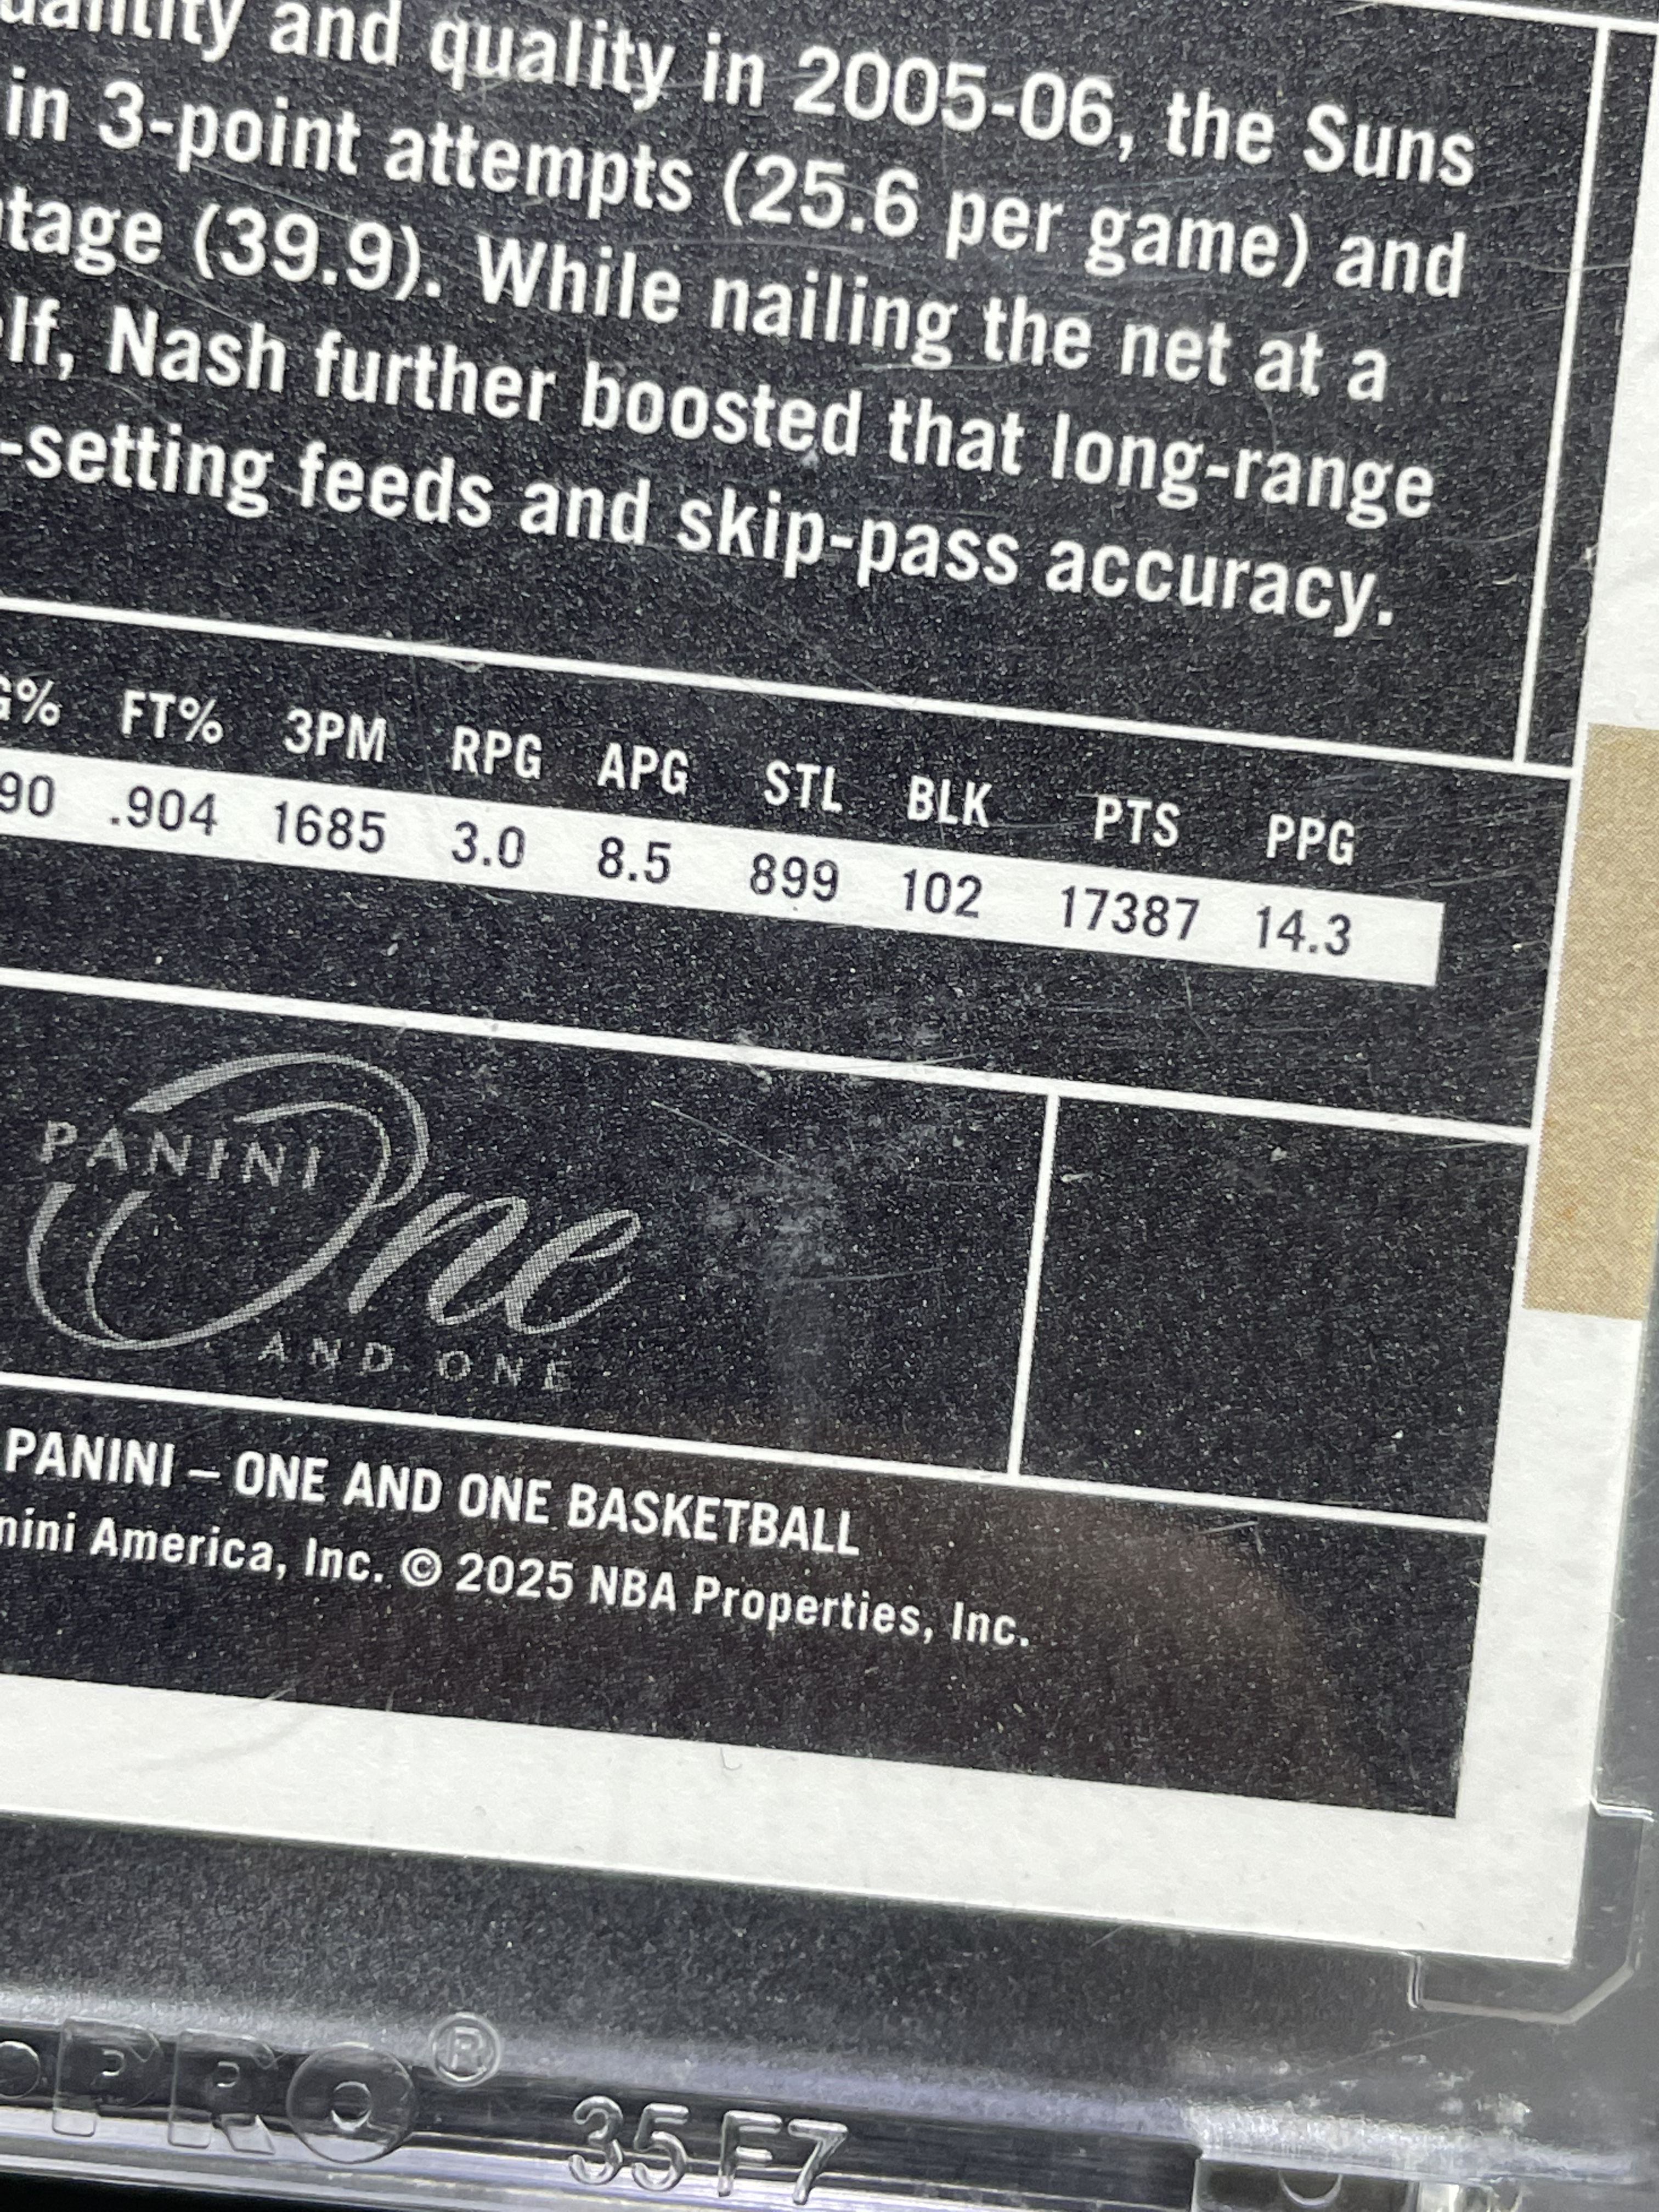 and quality in 2005-06, the Suns
in 3-point attempts (25.6 per game) and
(39.9). While nailing the net at a
Nash further boosted that long-range
-setting feeds and skip-pass accuracy.
G% FT% 3PM RPG APG STL BLK PTS PPG
90 .904 1685 3.0 8.5 899 102 17387 14.3
PANINI
One
AND ONE
PANINI – ONE AND ONE BASKETBALL
nini America, Inc. © 2025 NBA Properties, Inc.
PRO® 35F7